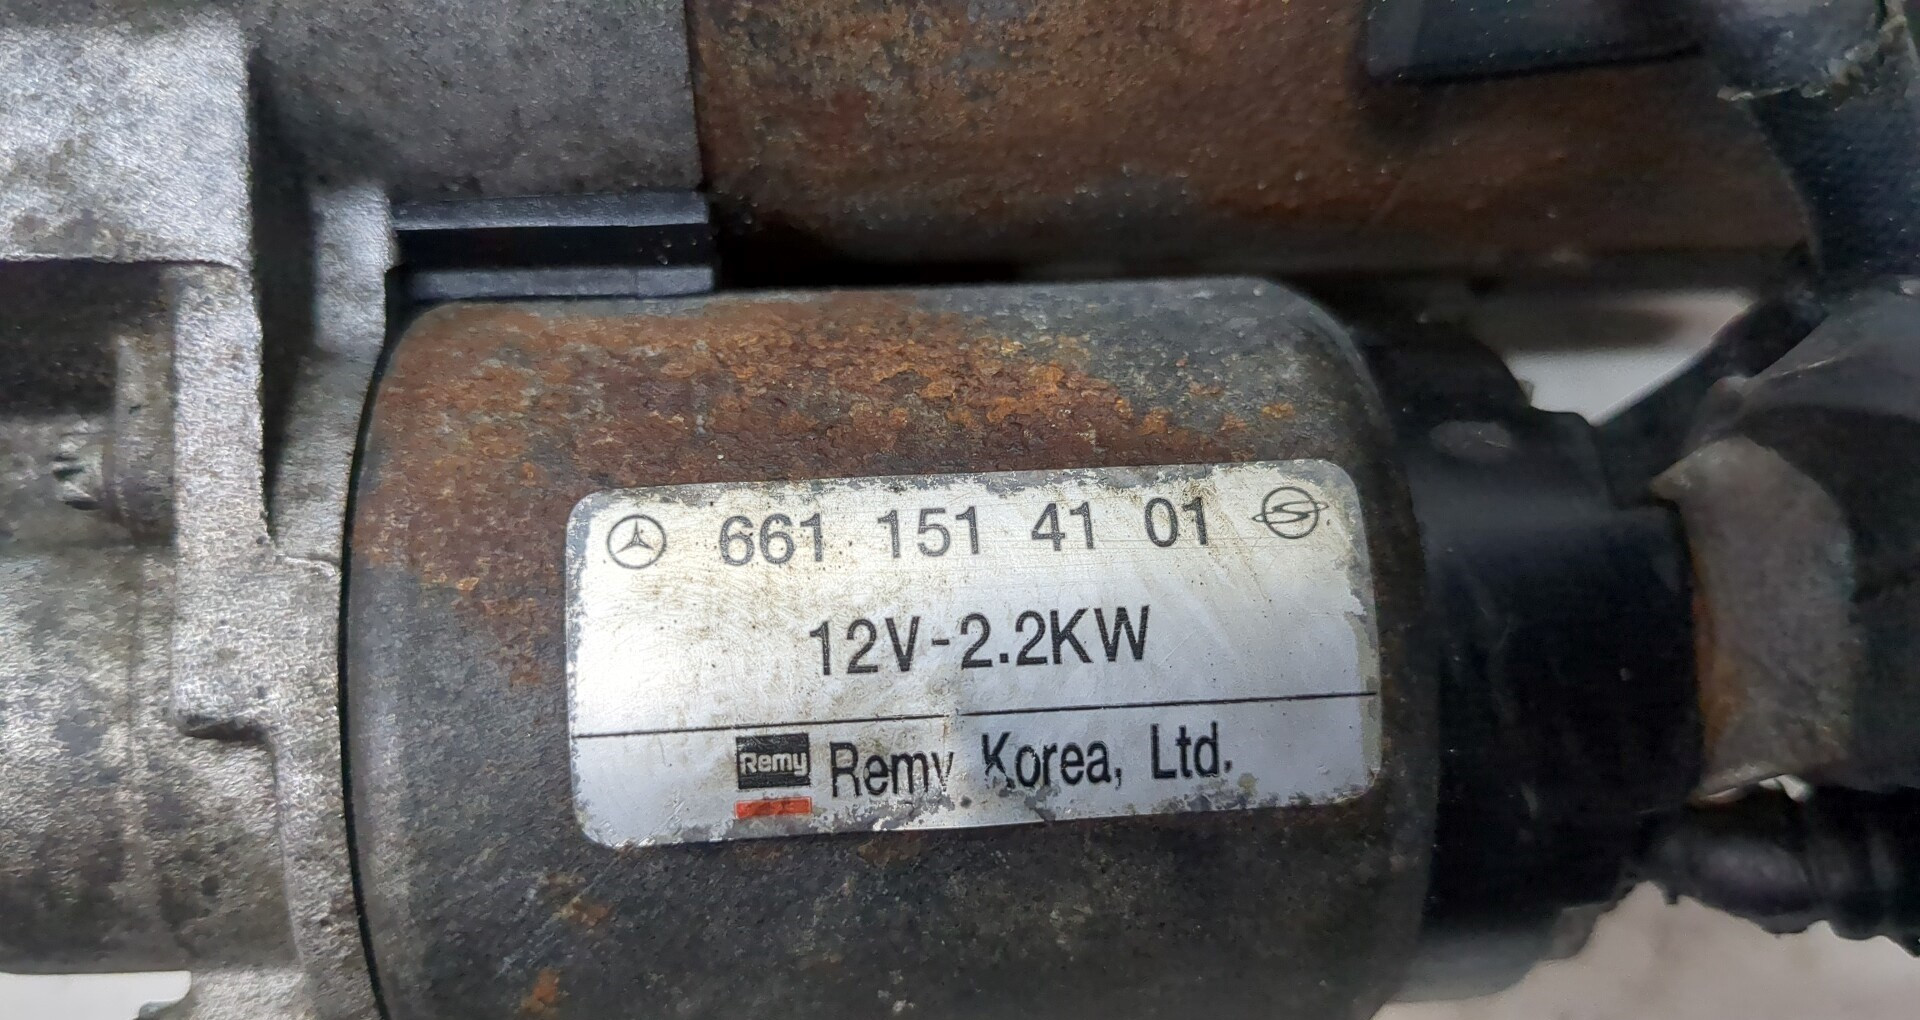 661 151 41 01
12V-2.2KW
Remy Remy Korea, Ltd.